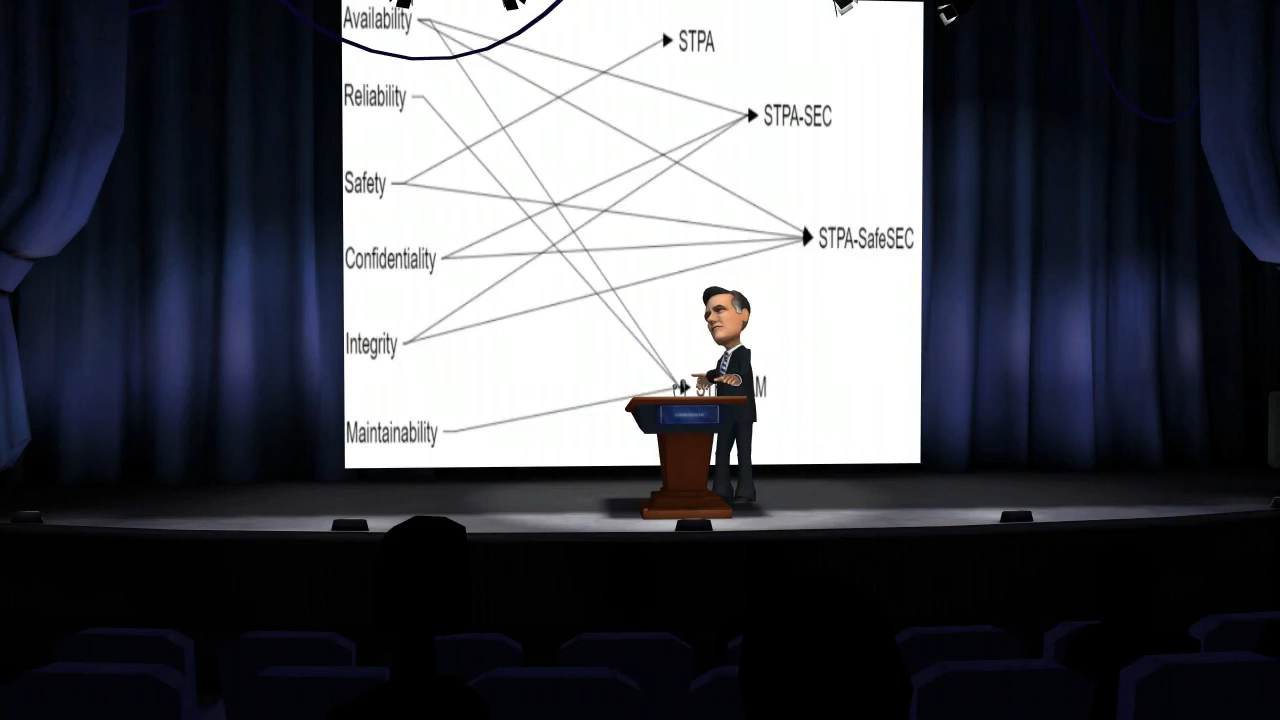 Availability
STPA
Reliability
STPA-SEC
Safety
STPA-SafeSEC
Confidentiality
Integrity
M
Maintainability